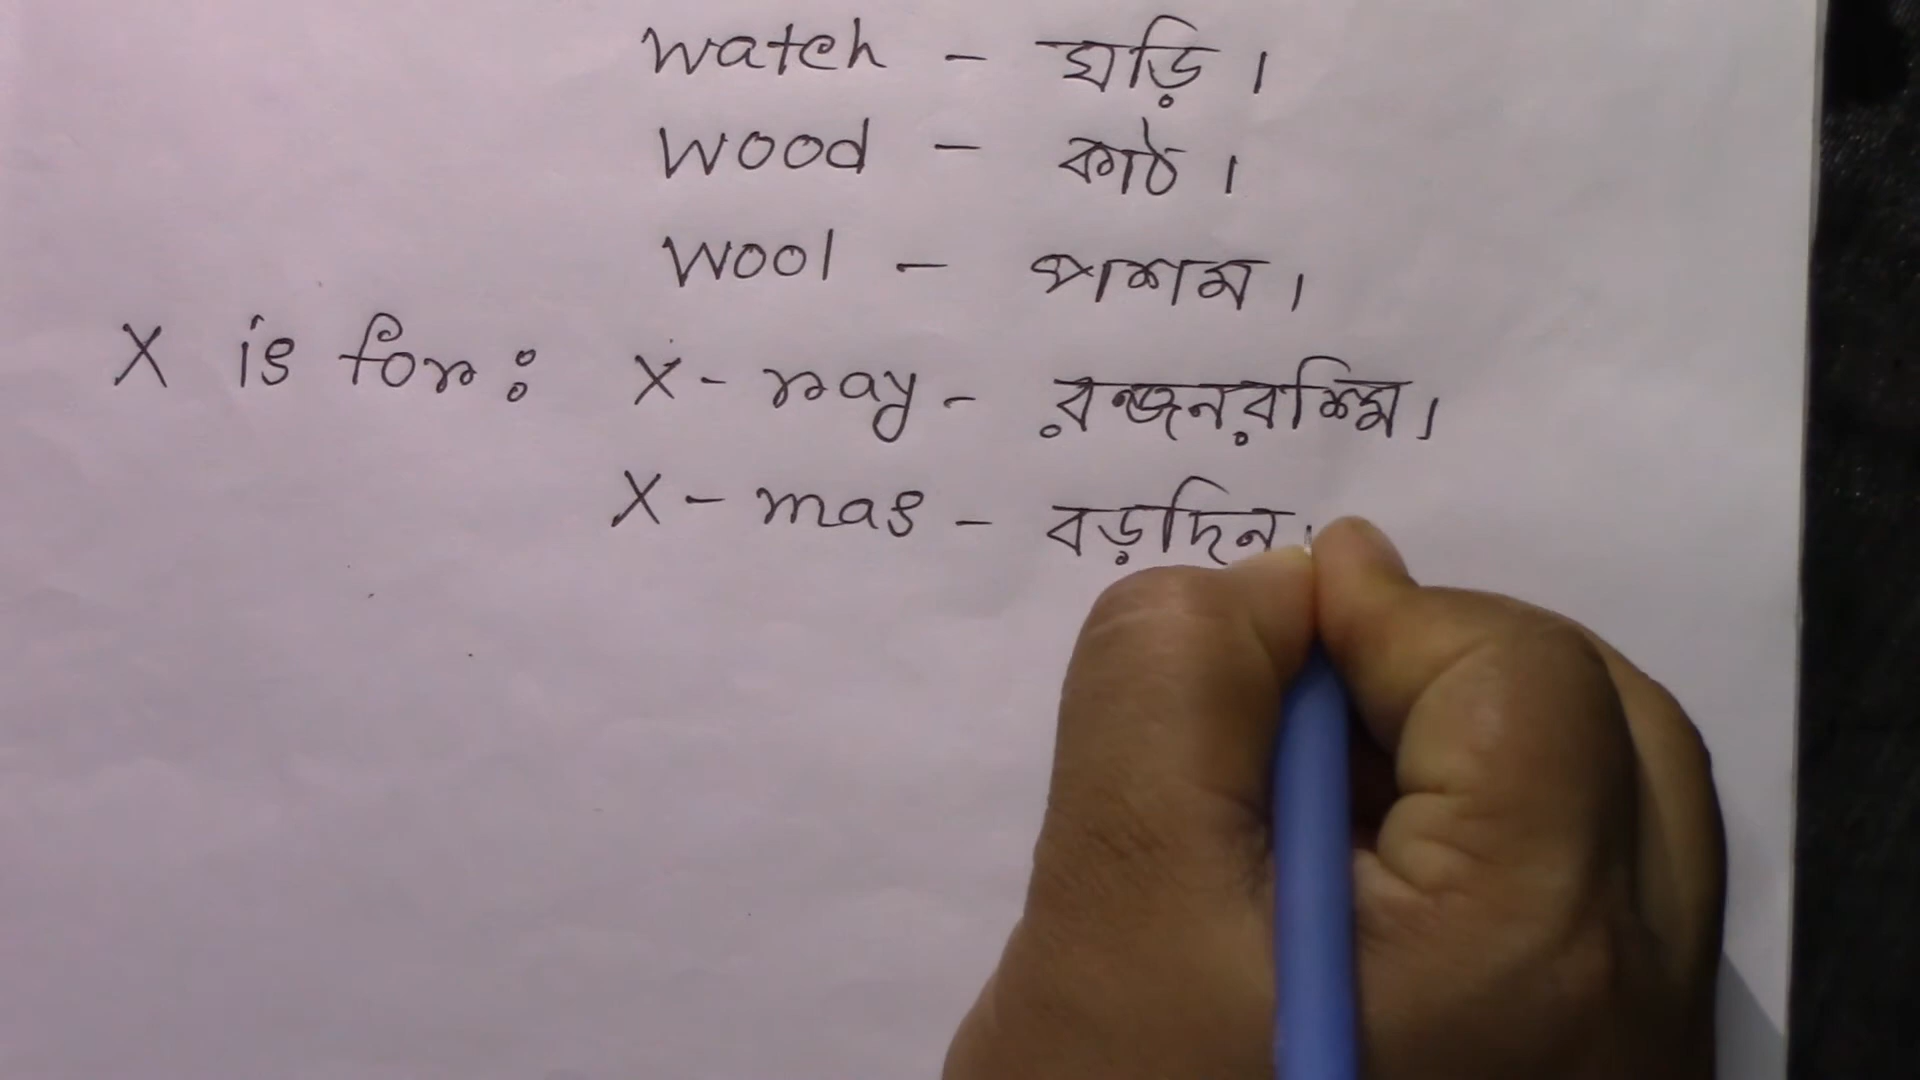 watch - ঘড়ি।
wood - কাঠ।
wool - পশম।
X is for: X-ray - রঞ্জনরশ্মি।
X-mas - বড়দিন।